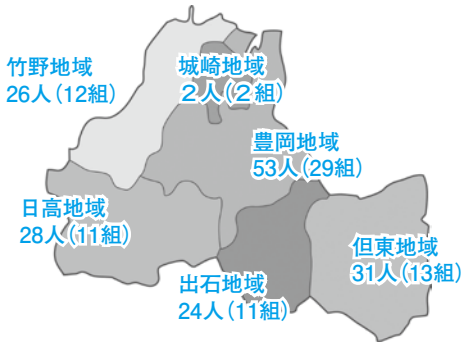 竹野地域
26人(12組)
城崎地域
2人(2組)
豊岡地域
53人(29組)
日高地域
28人(11組)
出石地域
24人(11組)
但東地域
31人(13組)